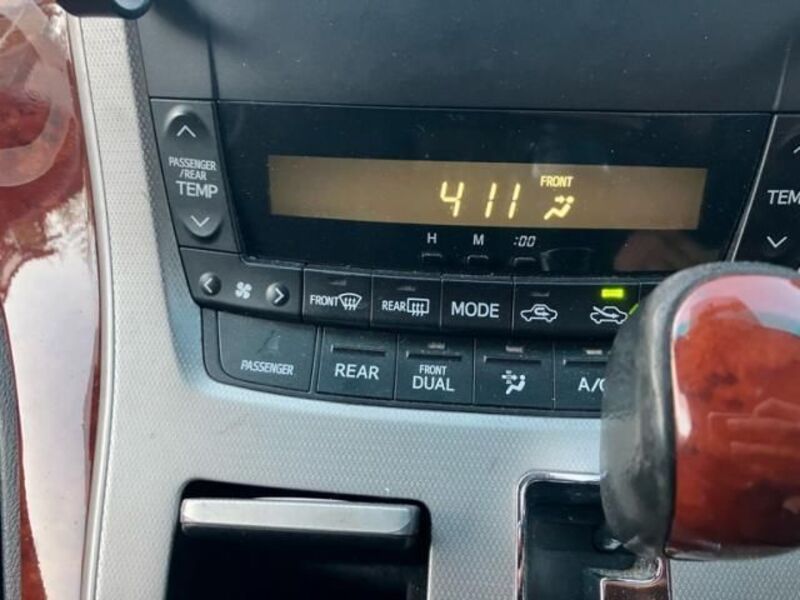 PASSENGER
/REAR
TEMP
411 FRONT
H M :00
TEM
FRONT REAR MODE
PASSENGER REAR FRONT DUAL A/C